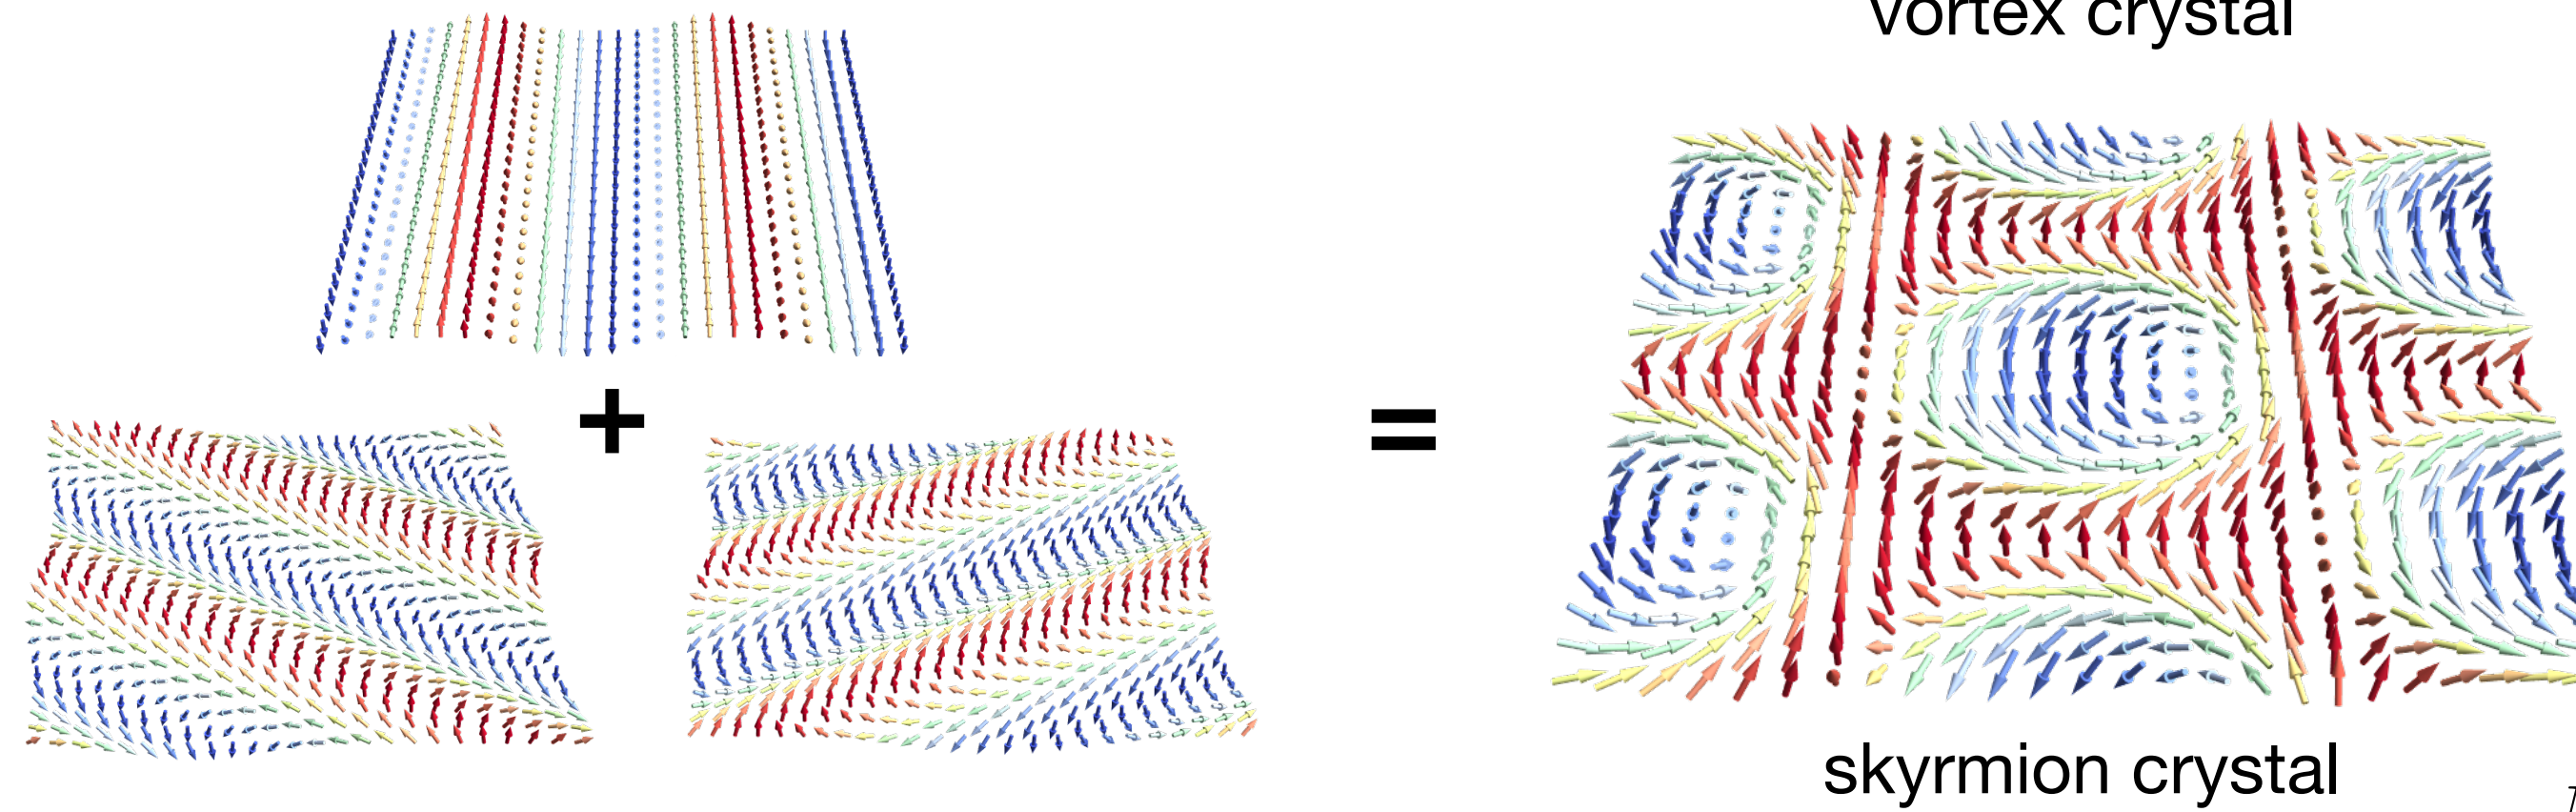 vortex crystal
+
=
skyrmion crystal